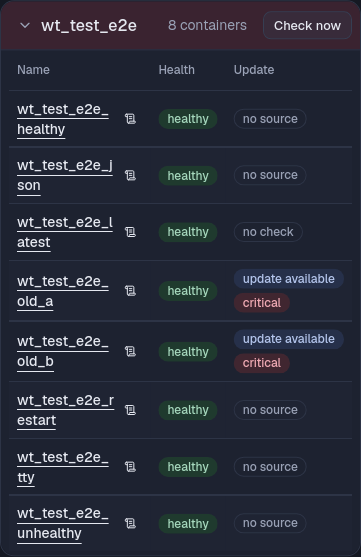 wt_test_e2e 8 containers Check now
Name Health Update
wt_test_e2e_
healthy healthy no source
wt_test_e2e_j
son healthy no source
wt_test_e2e_l
atest healthy no check
wt_test_e2e_
old_a healthy update available
critical
wt_test_e2e_
old_b healthy update available
critical
wt_test_e2e_r
estart healthy no source
wt_test_e2e_
tty healthy no source
wt_test_e2e_
unhealthy healthy no source